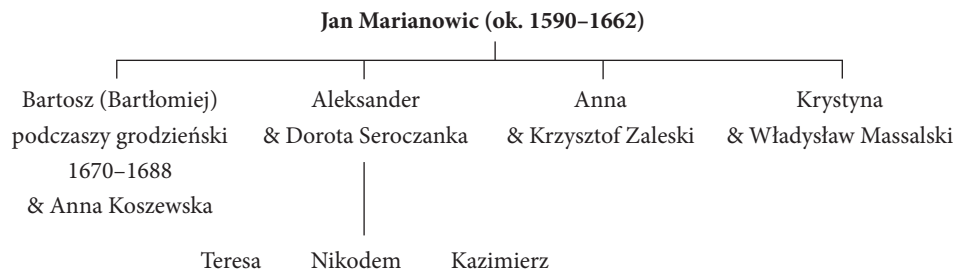 Jan Marianowic (ok. 1590–1662)
Bartosz (Bartłomiej)
podczaszy grodzieński
1670–1688
& Anna Koszewska
Aleksander
& Dorota Seroczanka
Anna
& Krzysztof Zaleski
Krystyna
& Władysław Massalski
Teresa
Nikodem
Kazimierz